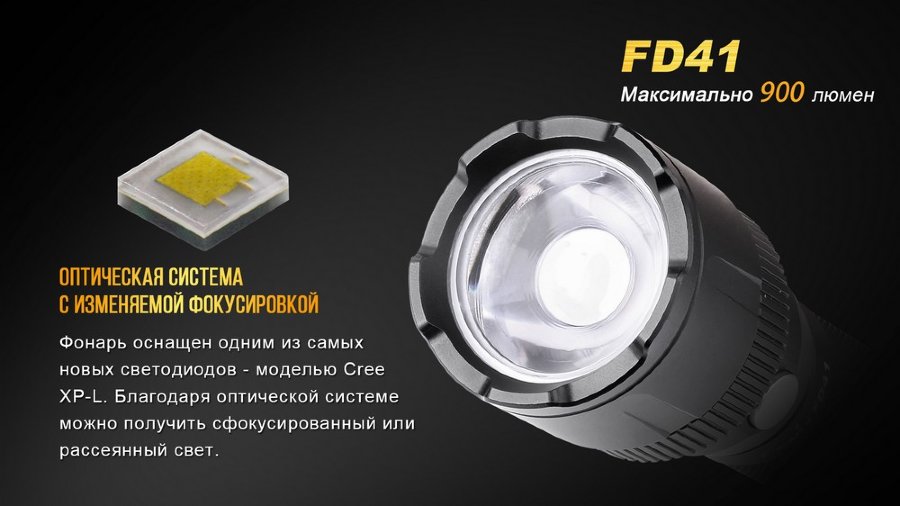 FD41
Максимально 900 люмен
ОПТИЧЕСКАЯ СИСТЕМА
С ИЗМЕНЯЕМОЙ ФОКУСИРОВКОЙ
Фонарь оснащен одним из самых
новых светодиодов - моделью Cree
XP-L. Благодаря оптической системе
можно получить сфокусированный или
рассеянный свет.